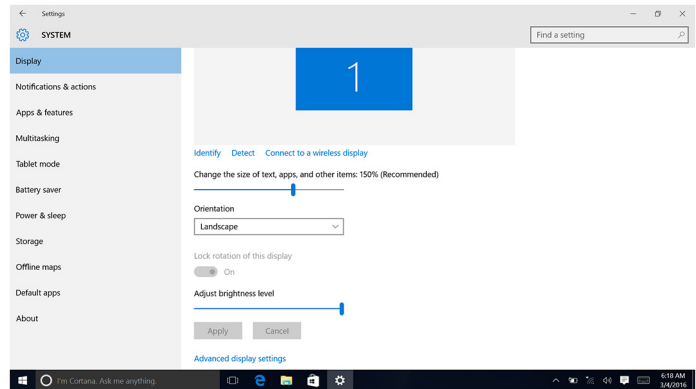 Settings
SYSTEM
Find a setting
Display
Notifications & actions
Apps & features
Multitasking
Tablet mode
Battery saver
Power & sleep
Storage
Offline maps
Default apps
About
1
Identify Detect Connect to a wireless display
Change the size of text, apps, and other items: 150% (Recommended)
Orientation
Landscape
Lock rotation of this display
On
Adjust brightness level
Apply Cancel
Advanced display settings
I'm Cortana. Ask me anything.
6:18 AM
3/4/2016